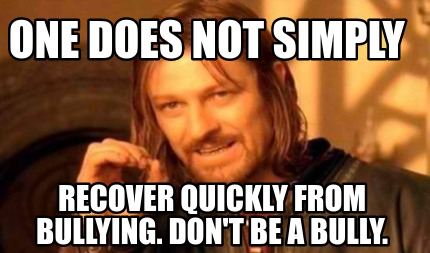 ONE DOES NOT SIMPLY
RECOVER QUICKLY FROM
BULLYING. DON'T BE A BULLY.